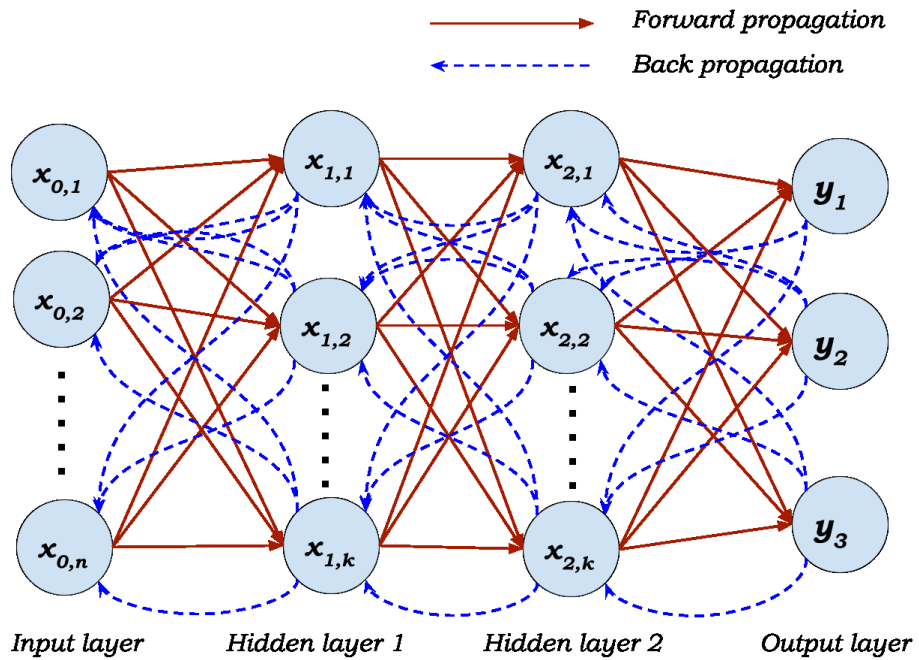 Forward propagation
Back propagation
x0,1 x1,1 x2,1 y1
x0,2 x1,2 x2,2 y2
x0,n x1,k x2,k y3
Input layer Hidden layer 1 Hidden layer 2 Output layer